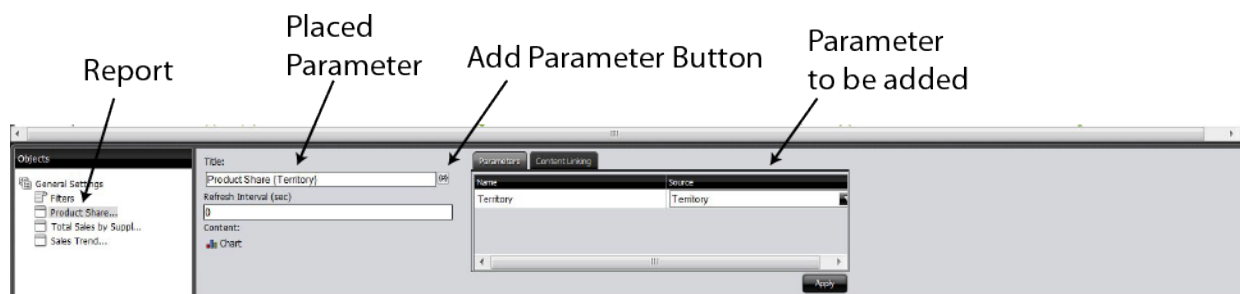 Report
Placed
Parameter
Add Parameter Button
Parameter
to be added
Objects
General Settings
Filters
Product Share...
Total Sales by Suppl...
Sales Trend...
Title:
Product Share {Territory}
Refresh Interval (sec)
0
Content:
Chart
Parameters
Content Linking
Name
Source
Territory
Territory
Apply